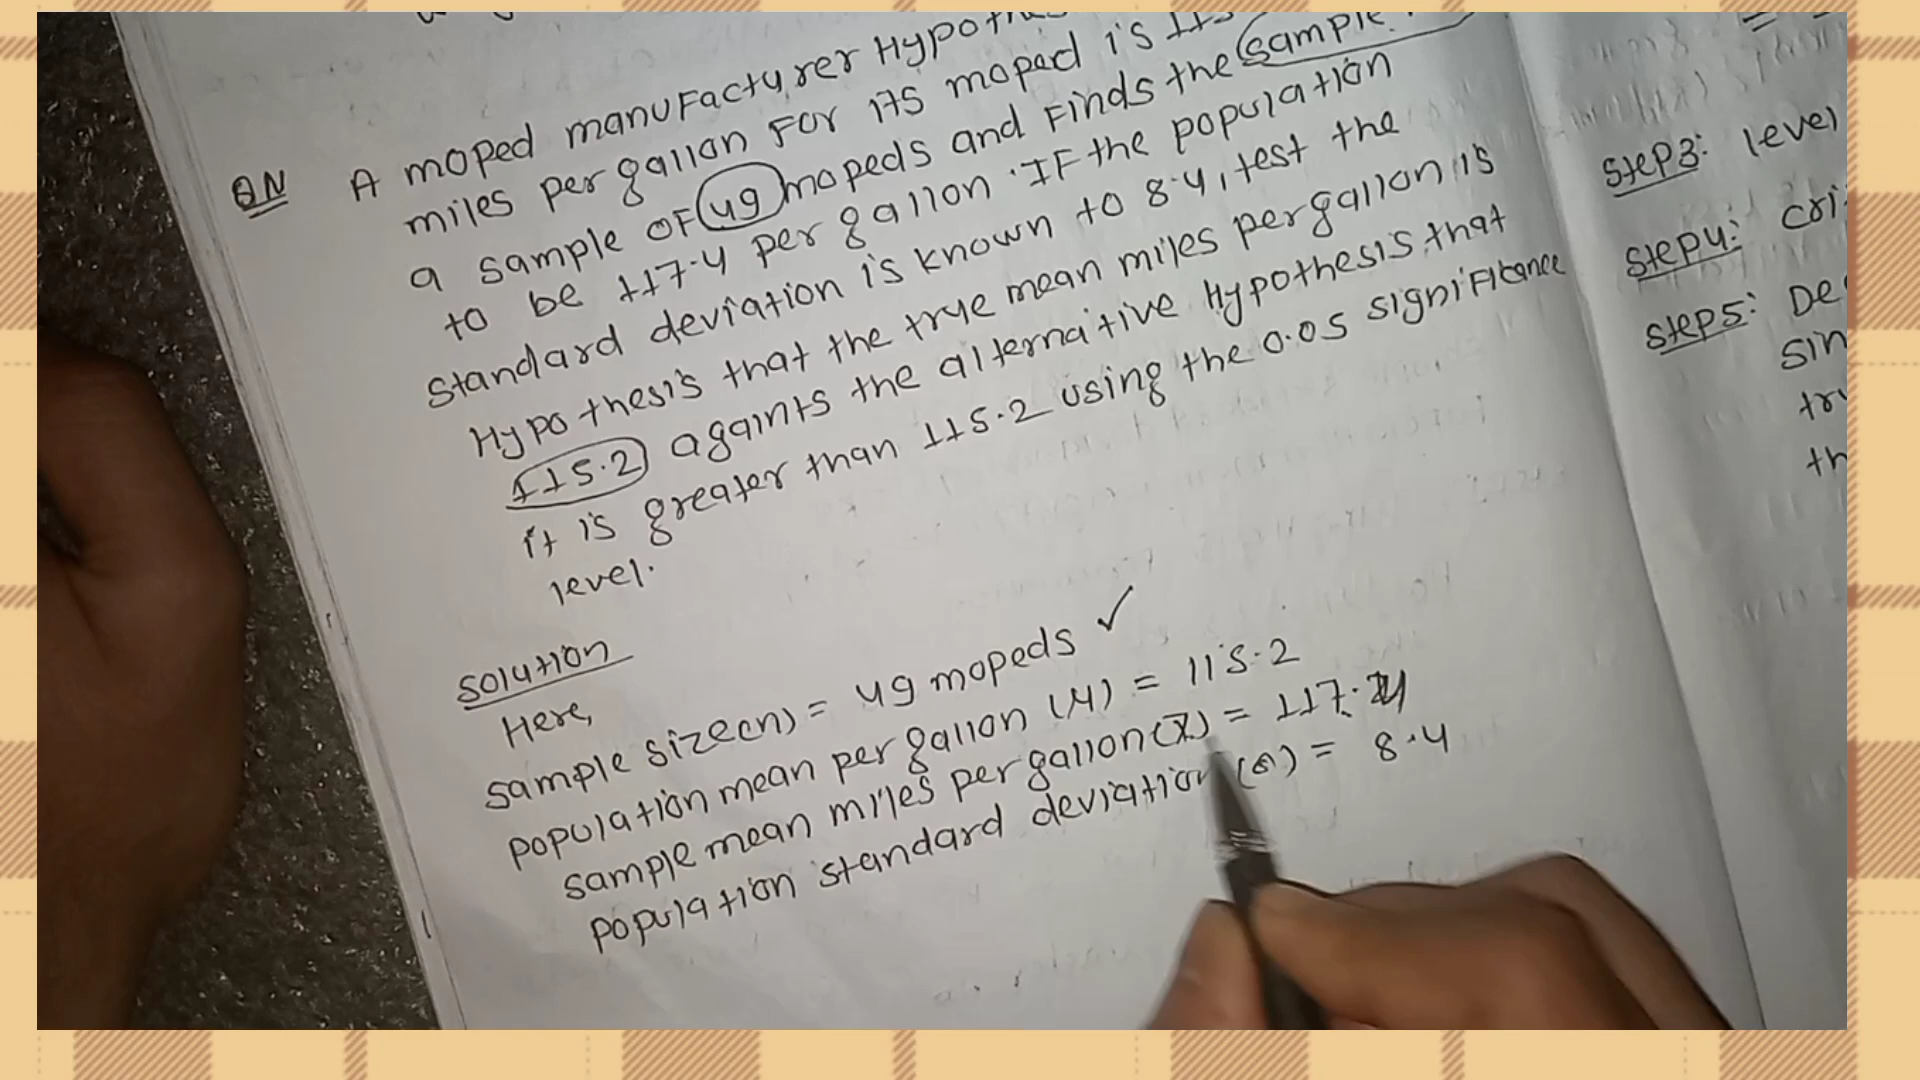 QN A moped manufacturer Hypoth
miles per gallon For its moped is 115
a sample OF 49 mopeds and Finds the sample
to be 117.4 per gallon. IF the population
standard deviation is known to 8.4, test the
Hypothesis that the true mean miles per gallon is
115.2 againts the alternative Hypothesis that
it is greater than 115.2 using the 0.05 significance
level.
Solution
Here,
sample size(n) = 49 mopeds ✓
population mean per gallon (μ) = 115.2
sample mean miles per gallon (x̄) = 117.4
population standard deviation (σ) = 8.4
Step3: level
Step4: cri
Step5: De
sin
tru
th